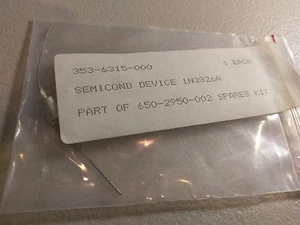 353-6315-000 1 EACH
SEMICOND DEVICE 1N3826A
PART OF 650-2950-002 SPARES KIT